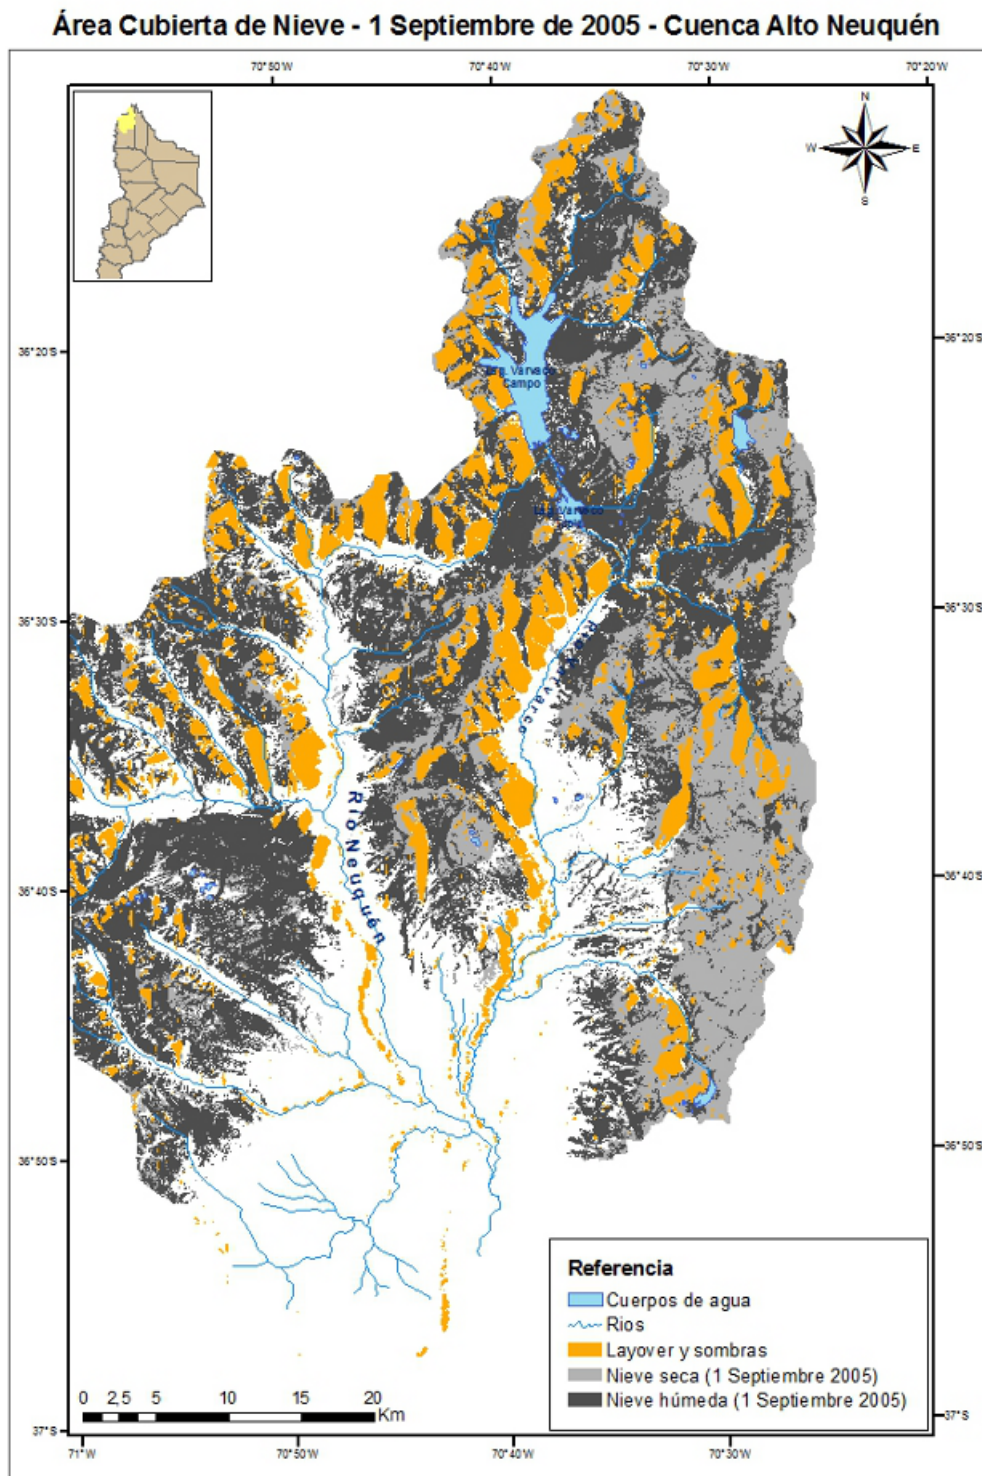 Área Cubierta de Nieve - 1 Septiembre de 2005 - Cuenca Alto Neuquén
70°50'W
70°40'W
70°30'W
70°20'W
N
W
E
S
36°20'S
36°20'S
Varvaco
Campo
Varvaco
36°30'S
36°30'S
Río Neuquén
36°40'S
36°40'S
36°50'S
36°50'S
Referencia
Cuerpos de agua
Rios
Layover y sombras
Nieve seca (1 Septiembre 2005)
Nieve húmeda (1 Septiembre 2005)
0 2,5 5 10 15 20
Km
37°S
37°S
71°W
70°50'W
70°40'W
70°30'W